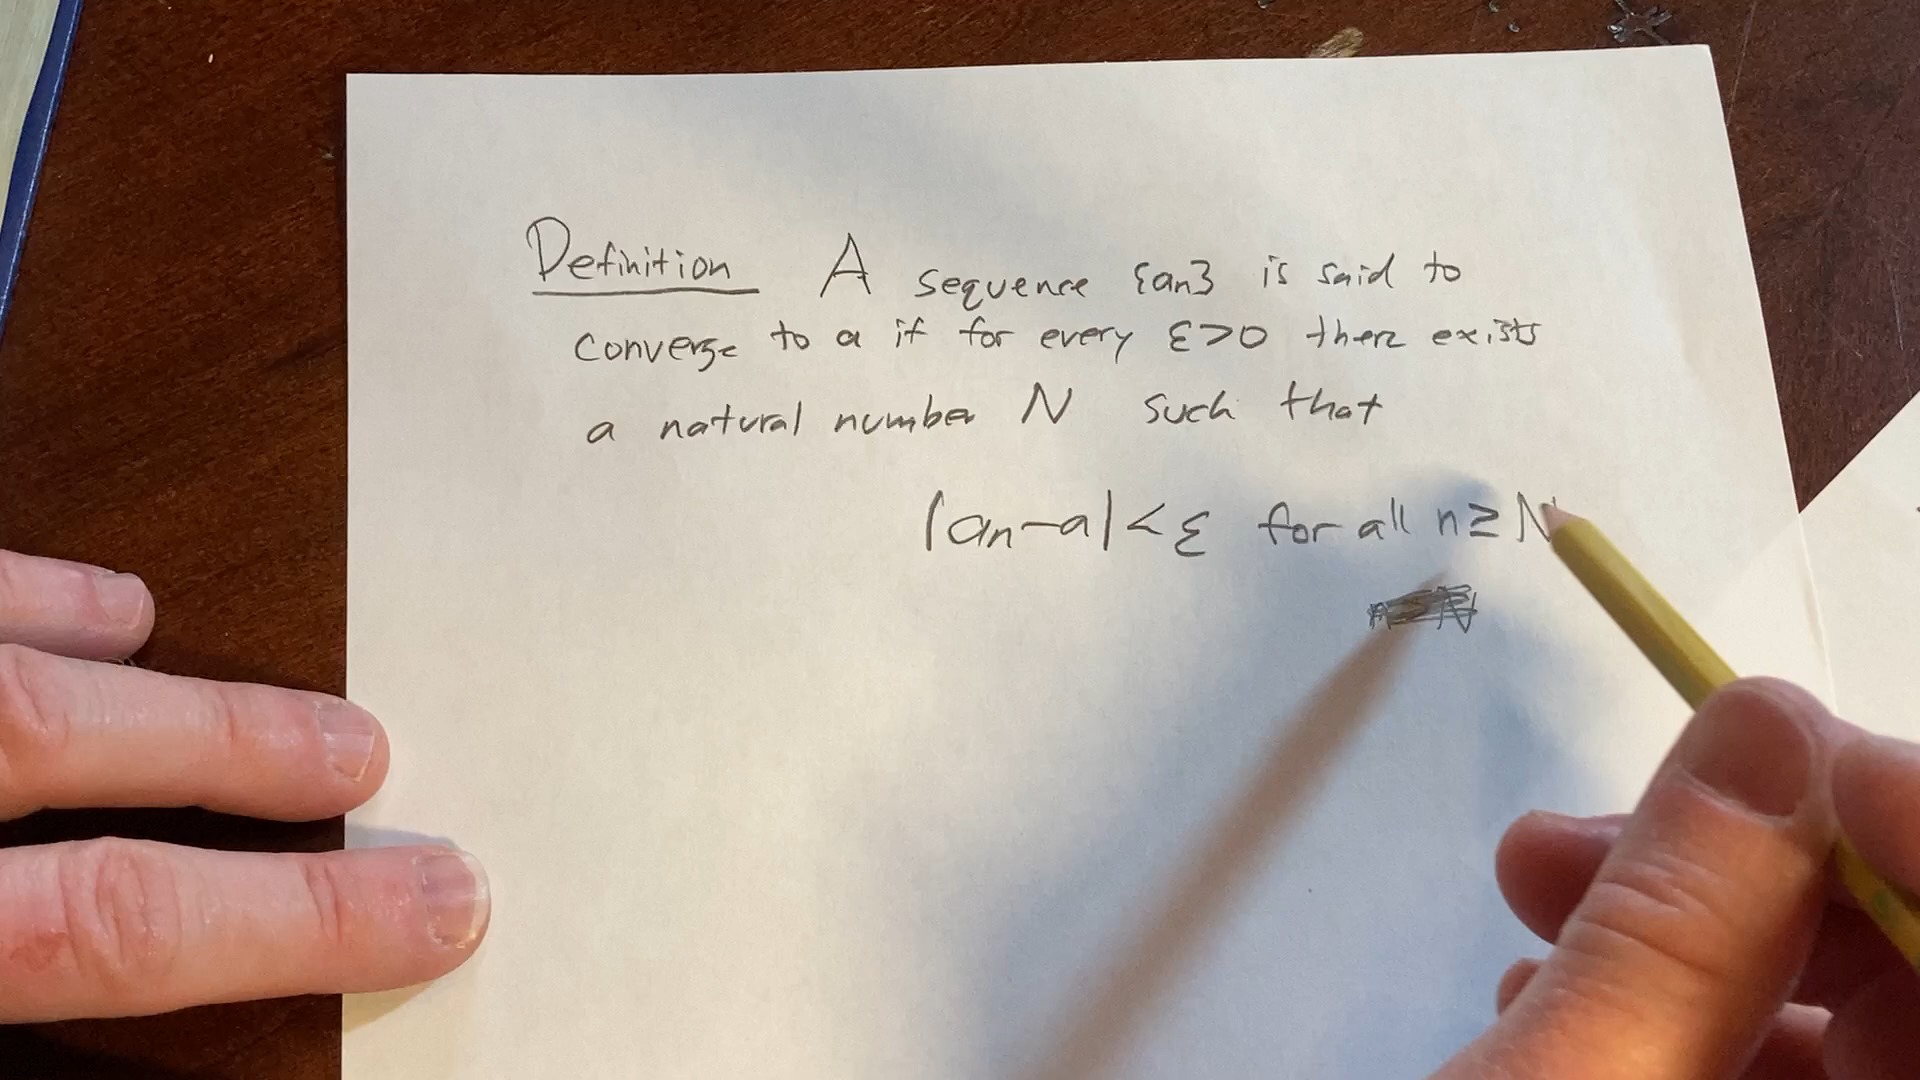 Definition A sequence {an} is said to
converge to a if for every ε>0 there exists
a natural number N such that
|an-a|<ε for all n≥N